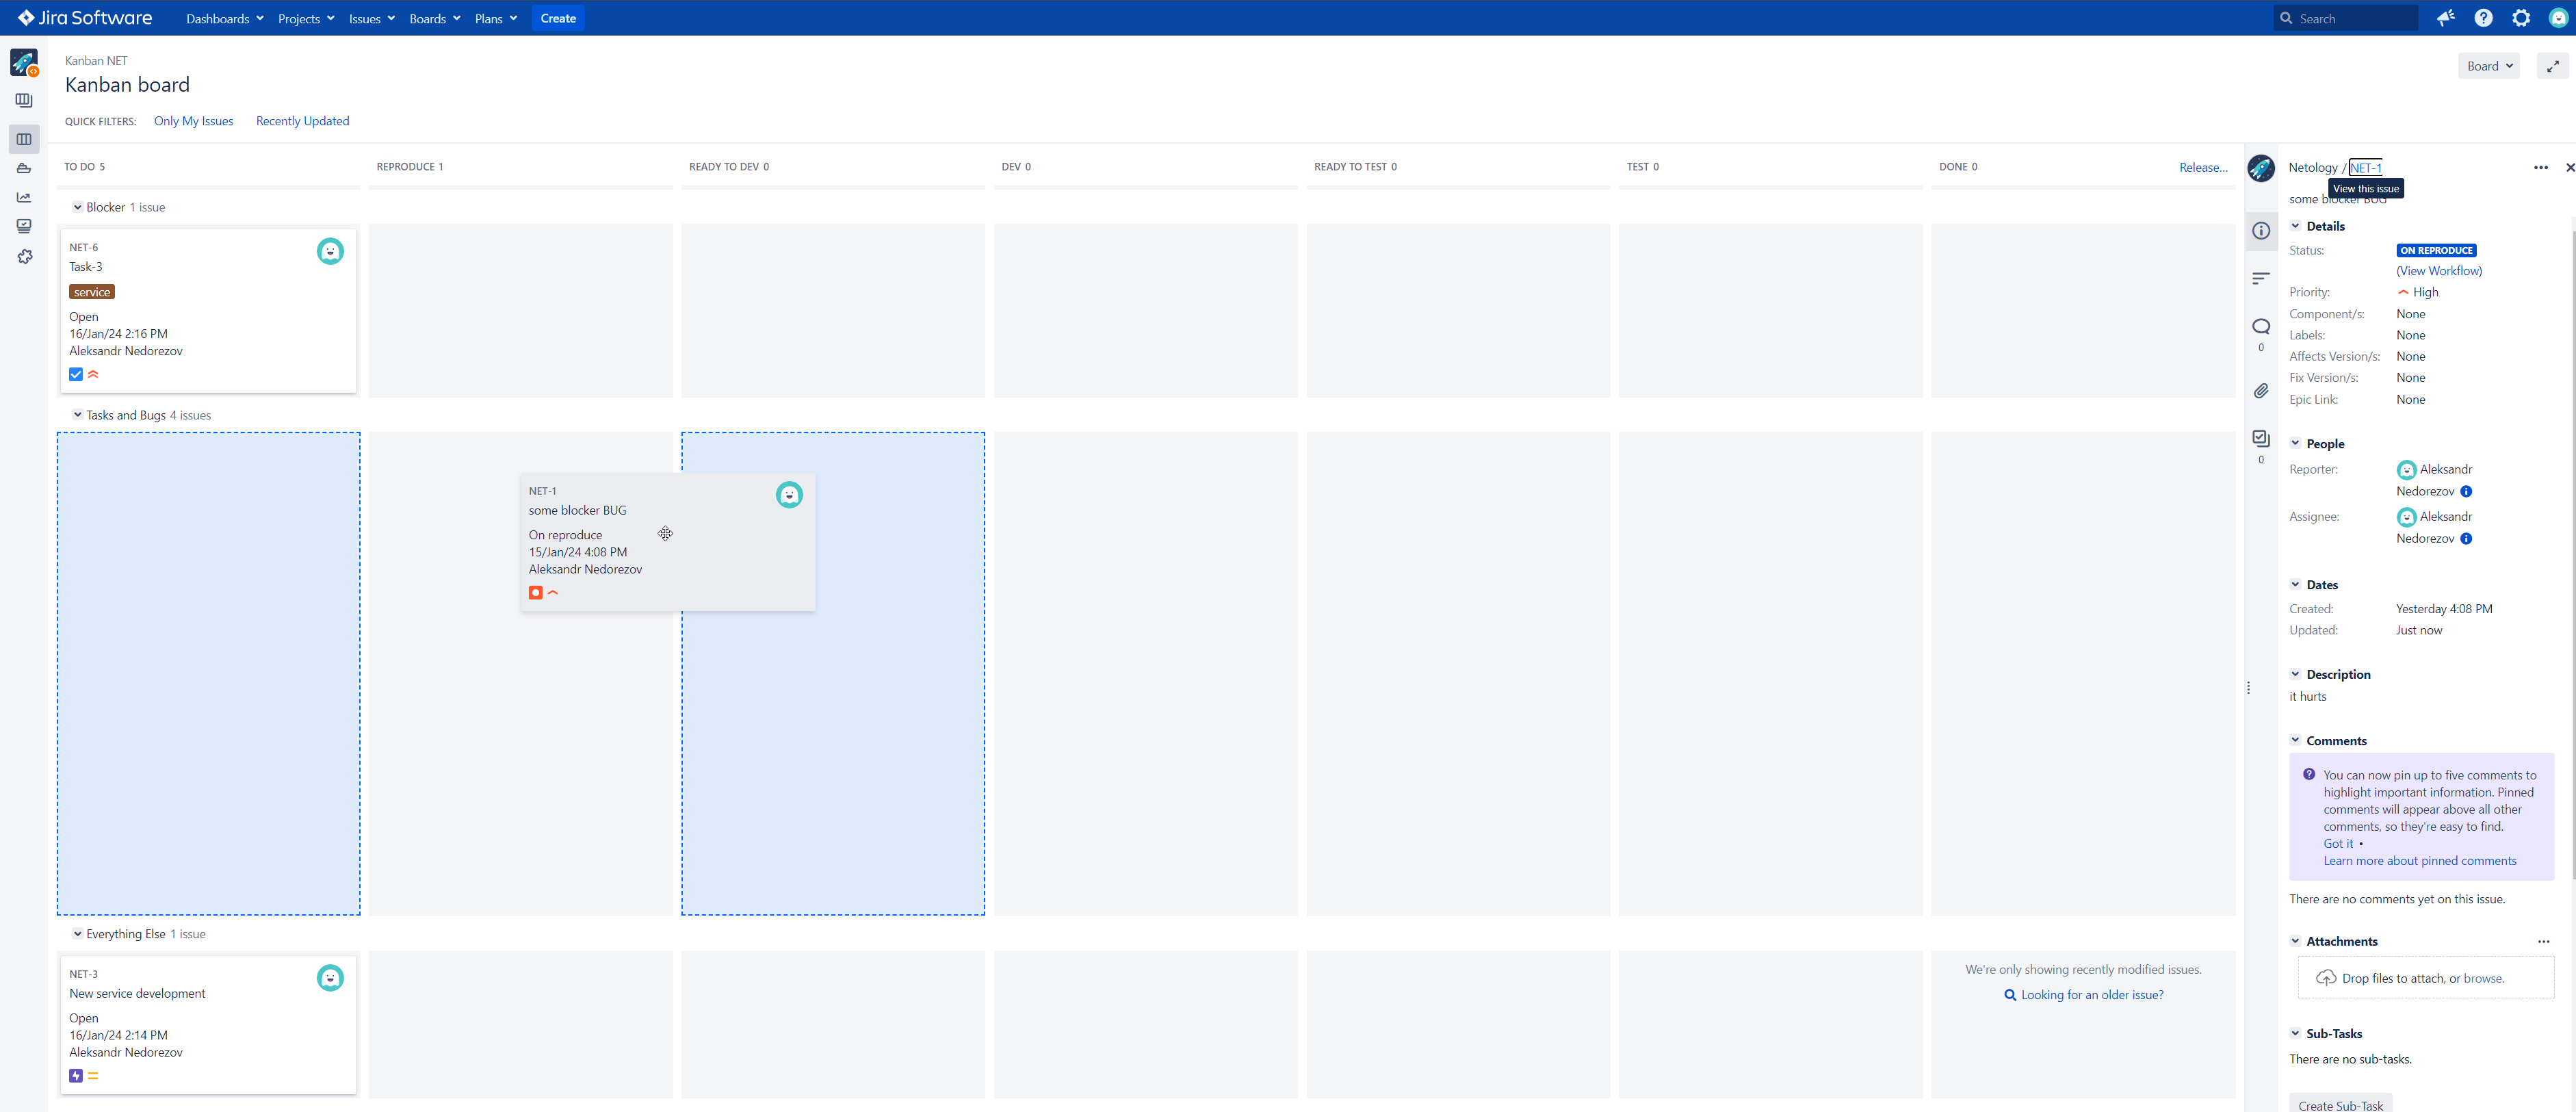 Jira Software Dashboards Projects Issues Boards Plans Create Search
Kanban NET
Kanban board
Board
QUICK FILTERS: Only My Issues Recently Updated
TO DO 5 REPRODUCE 1 READY TO DEV 0 DEV 0 READY TO TEST 0 TEST 0 DONE 0 Release...
Blocker 1 issue
NET-6
Task-3
service
Open
16/Jan/24 2:16 PM
Aleksandr Nedorezov
Tasks and Bugs 4 issues
NET-1
some blocker BUG
On reproduce
15/Jan/24 4:08 PM
Aleksandr Nedorezov
Everything Else 1 issue
NET-3
New service development
Open
16/Jan/24 2:14 PM
Aleksandr Nedorezov
We're only showing recently modified issues.
Looking for an older issue?
0
0
Netology / NET-1
View this issue
some blocker BUG
Details
Status: ON REPRODUCE
(View Workflow)
Priority: High
Component/s: None
Labels: None
Affects Version/s: None
Fix Version/s: None
Epic Link: None
People
Reporter: Aleksandr
Nedorezov
Assignee: Aleksandr
Nedorezov
Dates
Created: Yesterday 4:08 PM
Updated: Just now
Description
it hurts
Comments
You can now pin up to five comments to
highlight important information. Pinned
comments will appear above all other
comments, so they're easy to find.
Got it •
Learn more about pinned comments
There are no comments yet on this issue.
Attachments
Drop files to attach, or browse.
Sub-Tasks
There are no sub-tasks.
Create Sub-Task